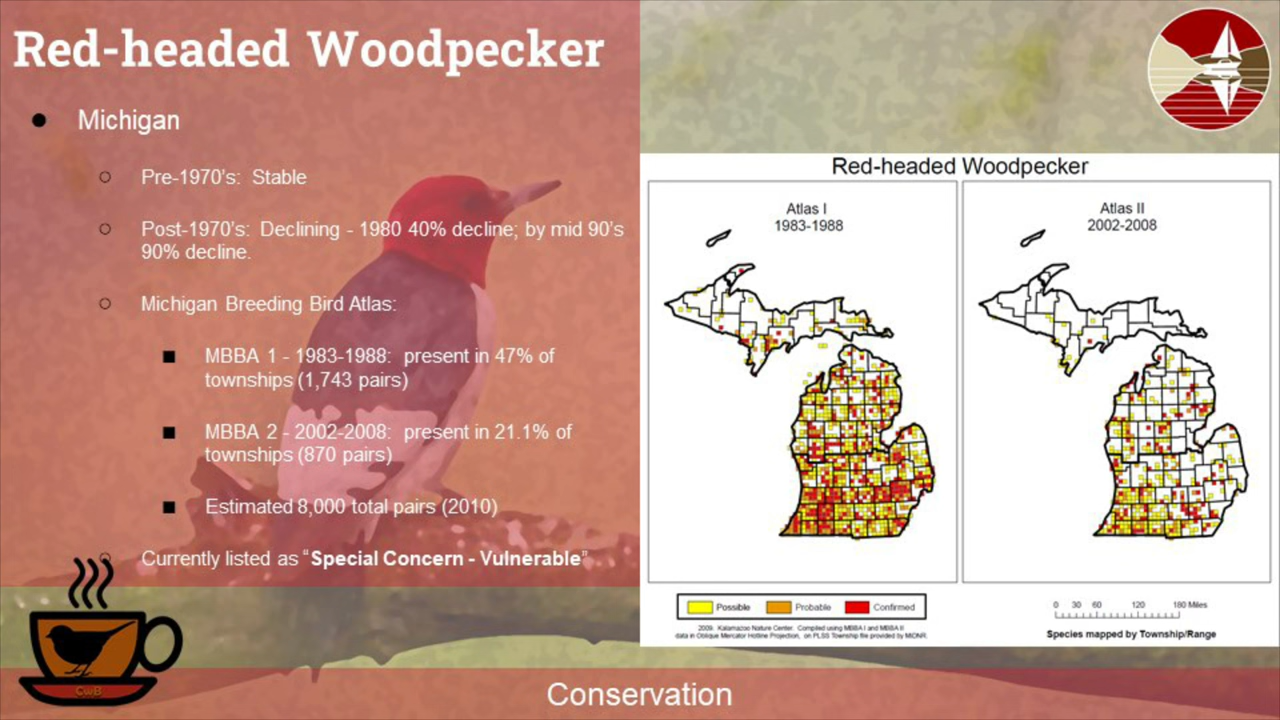 Red-headed Woodpecker
● Michigan
○ Pre-1970's: Stable
○ Post-1970's: Declining - 1980 40% decline; by mid 90's
90% decline.
○ Michigan Breeding Bird Atlas:
■ MBBA 1 - 1983-1988: present in 47% of
townships (1,743 pairs)
■ MBBA 2 - 2002-2008: present in 21.1% of
townships (870 pairs)
■ Estimated 8,000 total pairs (2010)
○ Currently listed as “Special Concern - Vulnerable”
CwB
Red-headed Woodpecker
Atlas I
1983-1988
Atlas II
2002-2008
Possible Probable Confirmed
2009. Kalamazoo Nature Center. Compiled using MBBA I and MBBA II
data in Oblique Mercator Hotline Projection, on PLSS Township file provided by MIDNR.
0 30 60 120 180 Miles
Species mapped by Township/Range
Conservation